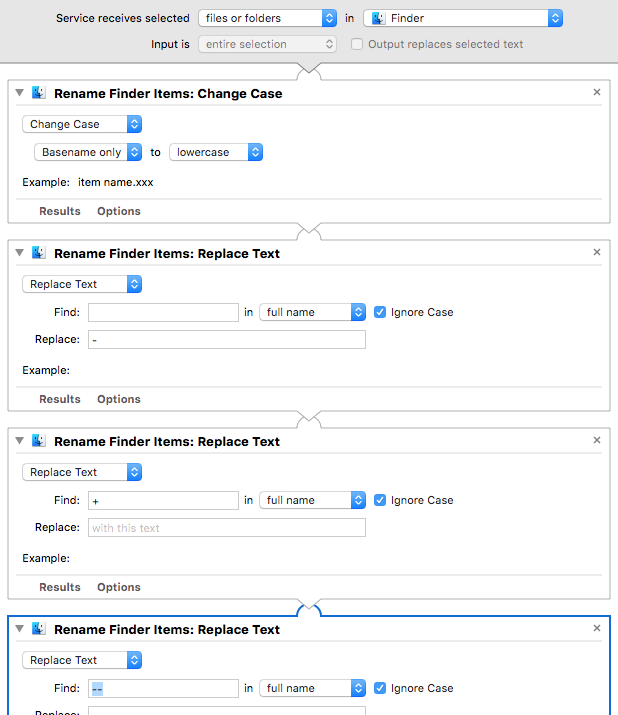 Service receives selected files or folders in Finder
Input is entire selection Output replaces selected text
Rename Finder Items: Change Case
Change Case
Basename only to lowercase
Example: item name.xxx
Results Options
Rename Finder Items: Replace Text
Replace Text
Find: in full name Ignore Case
Replace: -
Example:
Results Options
Rename Finder Items: Replace Text
Replace Text
Find: + in full name Ignore Case
Replace: with this text
Example:
Results Options
Rename Finder Items: Replace Text
Replace Text
Find: -- in full name Ignore Case
Replace: